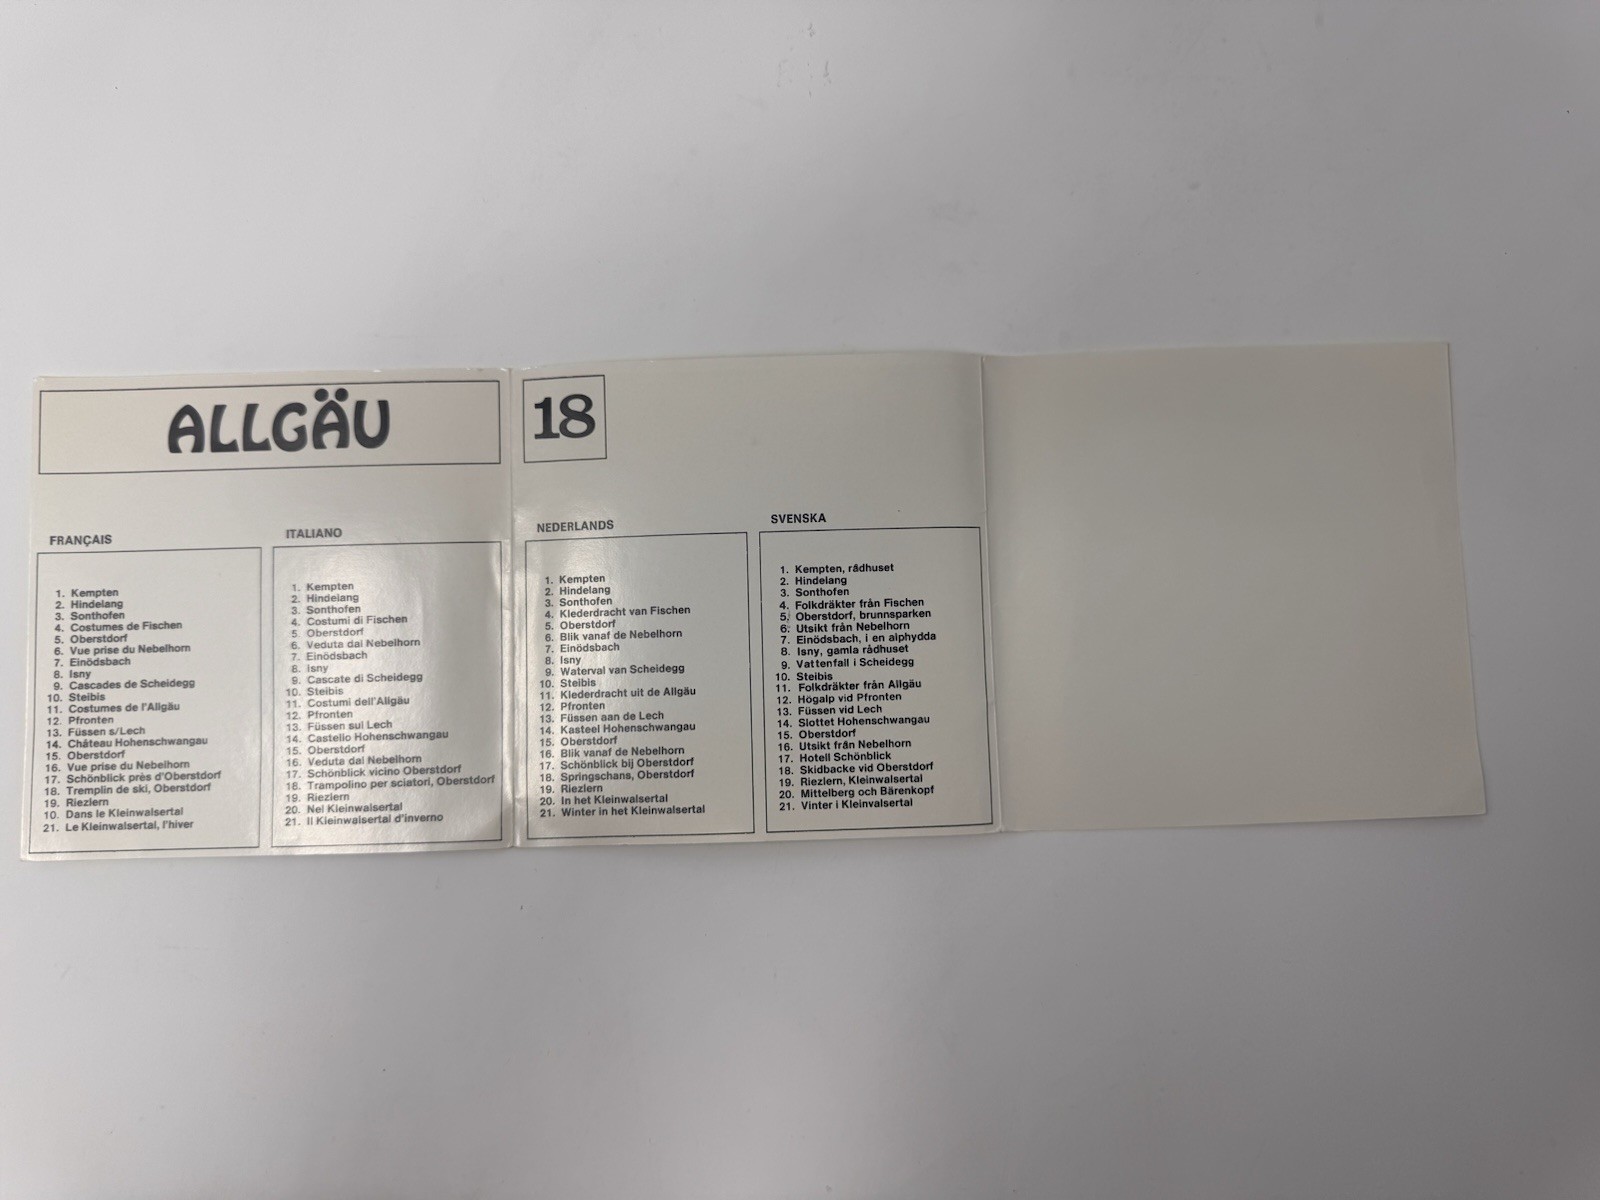 ALLGÄU
18
FRANÇAIS
1. Kempten
2. Hindelang
3. Sonthofen
4. Costumes de Fischen
5. Oberstdorf
6. Vue prise du Nebelhorn
7. Einödsbach
8. Isny
9. Cascades de Scheidegg
10. Steibis
11. Costumes de l'Allgäu
12. Pfronten
13. Füssen s/Lech
14. Château Hohenschwangau
15. Oberstdorf
16. Vue prise du Nebelhorn
17. Schönblick près d'Oberstdorf
18. Tremplin de ski, Oberstdorf
19. Riezlern
10. Dans le Kleinwalsertal
21. Le Kleinwalsertal, l'hiver
ITALIANO
1. Kempten
2. Hindelang
3. Sonthofen
4. Costumi di Fischen
5. Oberstdorf
6. Veduta dal Nebelhorn
7. Einödsbach
8. Isny
9. Cascate di Scheidegg
10. Steibis
11. Costumi dell'Allgäu
12. Pfronten
13. Füssen sul Lech
14. Castello Hohenschwangau
15. Oberstdorf
16. Veduta dal Nebelhorn
17. Schönblick vicino Oberstdorf
18. Trampolino per sciatori, Oberstdorf
19. Riezlern
20. Nel Kleinwalsertal
21. Il Kleinwalsertal d'inverno
NEDERLANDS
1. Kempten
2. Hindelang
3. Sonthofen
4. Klederdracht van Fischen
5. Oberstdorf
6. Blik vanaf de Nebelhorn
7. Einödsbach
8. Isny
9. Waterval van Scheidegg
10. Steibis
11. Klederdracht uit de Allgäu
12. Pfronten
13. Füssen aan de Lech
14. Kasteel Hohenschwangau
15. Oberstdorf
16. Blik vanaf de Nebelhorn
17. Schönblick bij Oberstdorf
18. Springschans, Oberstdorf
19. Riezlern
20. In het Kleinwalsertal
21. Winter in het Kleinwalsertal
SVENSKA
1. Kempten, rådhuset
2. Hindelang
3. Sonthofen
4. Folkdräkter från Fischen
5. Oberstdorf, brunnsparken
6. Utsikt från Nebelhorn
7. Einödsbach, i en alphydda
8. Isny, gamla rådhuset
9. Vattenfall i Scheidegg
10. Steibis
11. Folkdräkter från Allgäu
12. Högalp vid Pfronten
13. Füssen vid Lech
14. Slottet Hohenschwangau
15. Oberstdorf
16. Utsikt från Nebelhorn
17. Hotell Schönblick
18. Skidbacke vid Oberstdorf
19. Riezlern, Kleinwalsertal
20. Mittelberg och Bärenkopf
21. Vinter i Kleinvalsertal